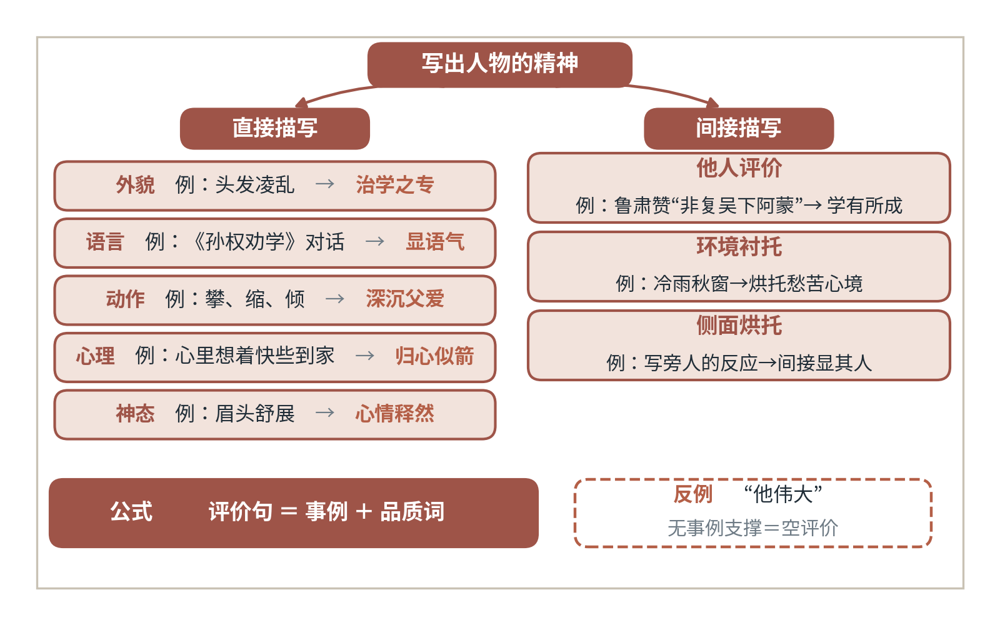 写出人物的精神
直接描写
外貌 例：头发凌乱 → 治学之专
语言 例：《孙权劝学》对话 → 显语气
动作 例：攀、缩、倾 → 深沉父爱
心理 例：心里想着快些到家 → 归心似箭
神态 例：眉头舒展 → 心情释然
间接描写
他人评价
例：鲁肃赞“非复吴下阿蒙”→ 学有所成
环境衬托
例：冷雨秋窗→烘托愁苦心境
侧面烘托
例：写旁人的反应→间接显其人
公式 评价句＝事例＋品质词
反例 “他伟大”
无事例支撑＝空评价